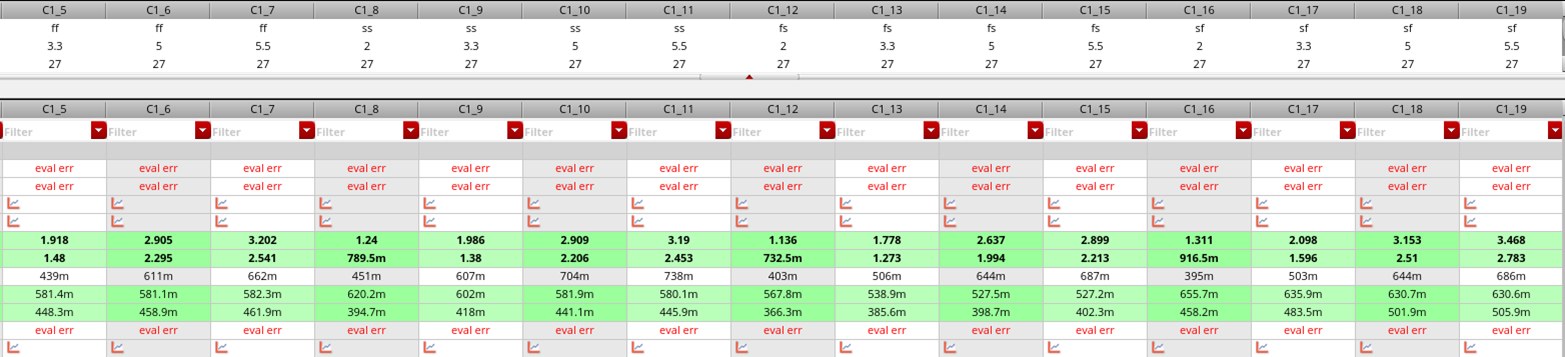 C1_5 C1_6 C1_7 C1_8 C1_9 C1_10 C1_11 C1_12 C1_13 C1_14 C1_15 C1_16 C1_17 C1_18 C1_19
ff ff ff ss ss ss ss fs fs fs fs sf sf sf sf
3.3 5 5.5 2 3.3 5 5.5 2 3.3 5 5.5 2 3.3 5 5.5
27 27 27 27 27 27 27 27 27 27 27 27 27 27 27
C1_5 C1_6 C1_7 C1_8 C1_9 C1_10 C1_11 C1_12 C1_13 C1_14 C1_15 C1_16 C1_17 C1_18 C1_19
Filter Filter Filter Filter Filter Filter Filter Filter Filter Filter Filter Filter Filter Filter Filter
eval err eval err eval err eval err eval err eval err eval err eval err eval err eval err eval err eval err eval err eval err eval err
eval err eval err eval err eval err eval err eval err eval err eval err eval err eval err eval err eval err eval err eval err eval err
1.918 2.905 3.202 1.24 1.986 2.909 3.19 1.136 1.778 2.637 2.899 1.311 2.098 3.153 3.468
1.48 2.295 2.541 789.5m 1.38 2.206 2.453 732.5m 1.273 1.994 2.213 916.5m 1.596 2.51 2.783
439m 611m 662m 451m 607m 704m 738m 403m 506m 644m 687m 395m 503m 644m 686m
581.4m 581.1m 582.3m 620.2m 602m 581.9m 580.1m 567.8m 538.9m 527.5m 527.2m 655.7m 635.9m 630.7m 630.6m
448.3m 458.9m 461.9m 394.7m 418m 441.1m 445.9m 366.3m 385.6m 398.7m 402.3m 458.2m 483.5m 501.9m 505.9m
eval err eval err eval err eval err eval err eval err eval err eval err eval err eval err eval err eval err eval err eval err eval err